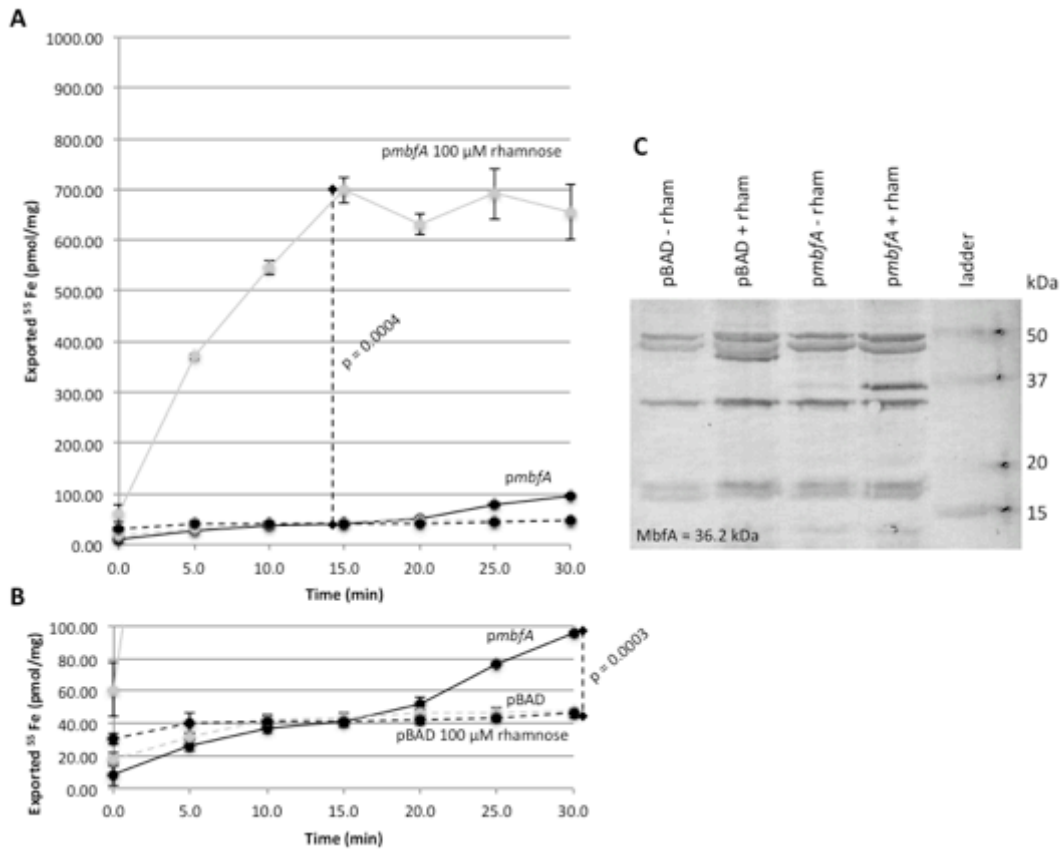 A
1000.00
900.00
800.00
700.00
600.00
500.00
400.00
300.00
200.00
100.00
0.00
Exported ⁵⁵ Fe (pmol/mg)
pmbfA 100 µM rhamnose
p = 0.0004
pmbfA
0.0 5.0 10.0 15.0 20.0 25.0 30.0
Time (min)
B
100.00
80.00
60.00
40.00
20.00
0.00
Exported ⁵⁵ Fe (pmol/mg)
pmbfA
pBAD
pBAD 100 µM rhamnose
p = 0.0003
0.0 5.0 10.0 15.0 20.0 25.0 30.0
Time (min)
C
pBAD - rham
pBAD + rham
pmbfA - rham
pmbfA + rham
ladder
kDa
50
37
20
15
MbfA = 36.2 kDa